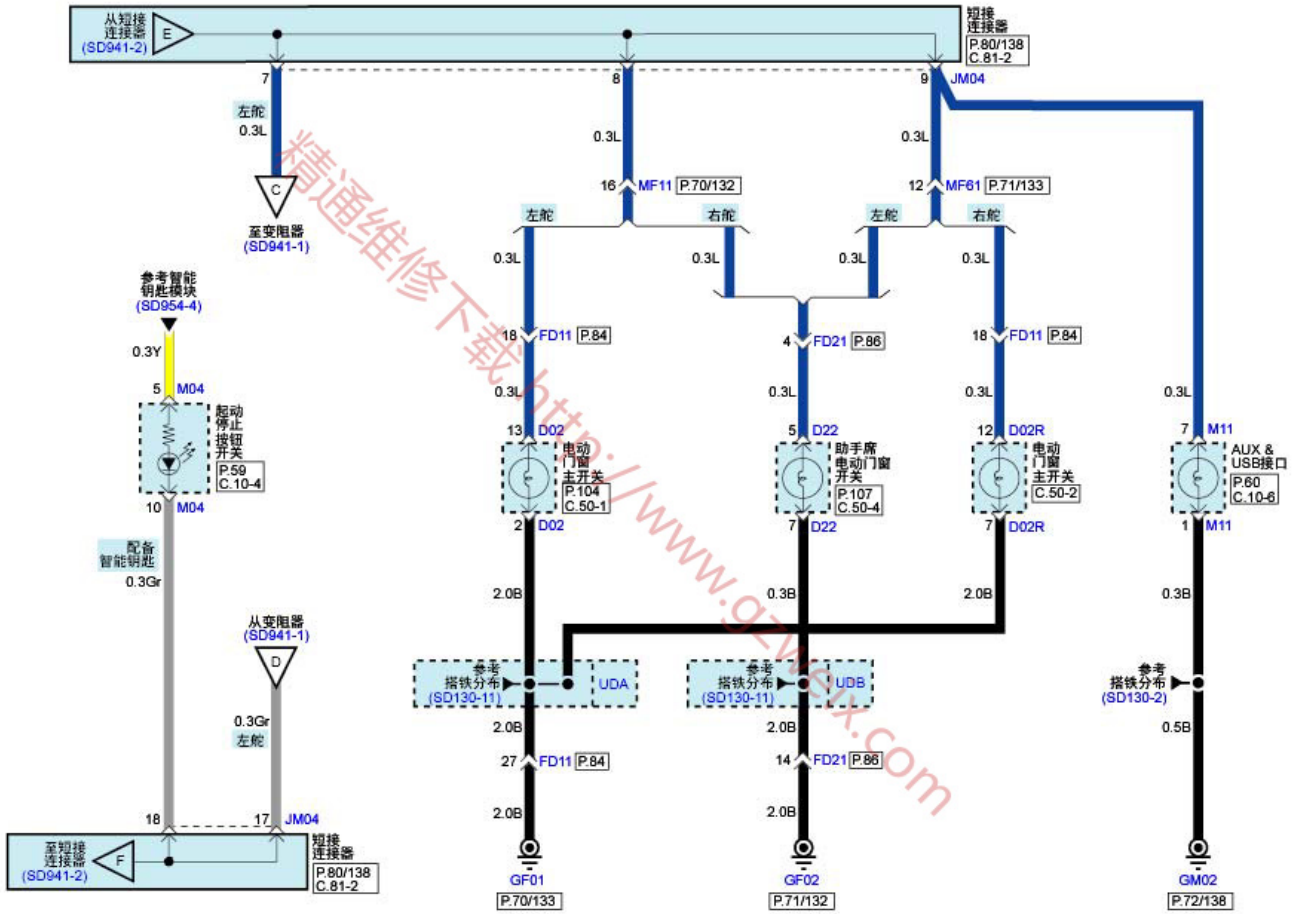 从短接
连接器
(SD941-2)
E
短接
连接器
P.80/138
C.81-2
7
8
9
JM04
左舵
0.3L
0.3L
0.3L
C
至变阻器
(SD941-1)
16
MF11
P.70/132
12
MF61
P.71/133
左舵
右舵
左舵
右舵
0.3L
0.3L
0.3L
0.3L
参考智能
钥匙模块
(SD954-4)
0.3Y
5
M04
起动
停止
按钮
开关
P.59
C.10-4
10
M04
配备
智能钥匙
0.3Gr
18
FD11
P.84
4
FD21
P.86
18
FD11
P.84
0.3L
0.3L
0.3L
0.3L
13
D02
5
D22
12
D02R
7
M11
电动
门窗
主开关
P.104
C.50-1
助手席
电动门窗
开关
P.107
C.50-4
电动
门窗
主开关
C.50-2
AUX &
USB接口
P.60
C.10-6
2
D02
7
D22
7
D02R
1
M11
2.0B
0.3B
2.0B
0.3B
从变阻器
(SD941-1)
D
0.3Gr
左舵
参考
搭铁分布
(SD130-11)
UDA
参考
搭铁分布
(SD130-11)
UDB
参考
搭铁分布
(SD130-2)
2.0B
2.0B
0.5B
27
FD11
P.84
14
FD21
P.86
2.0B
2.0B
18
17
JM04
至短接
连接器
(SD941-2)
F
短接
连接器
P.80/138
C.81-2
GF01
P.70/133
GF02
P.71/132
GM02
P.72/138
精通维修下载 http://www.gzweix.com